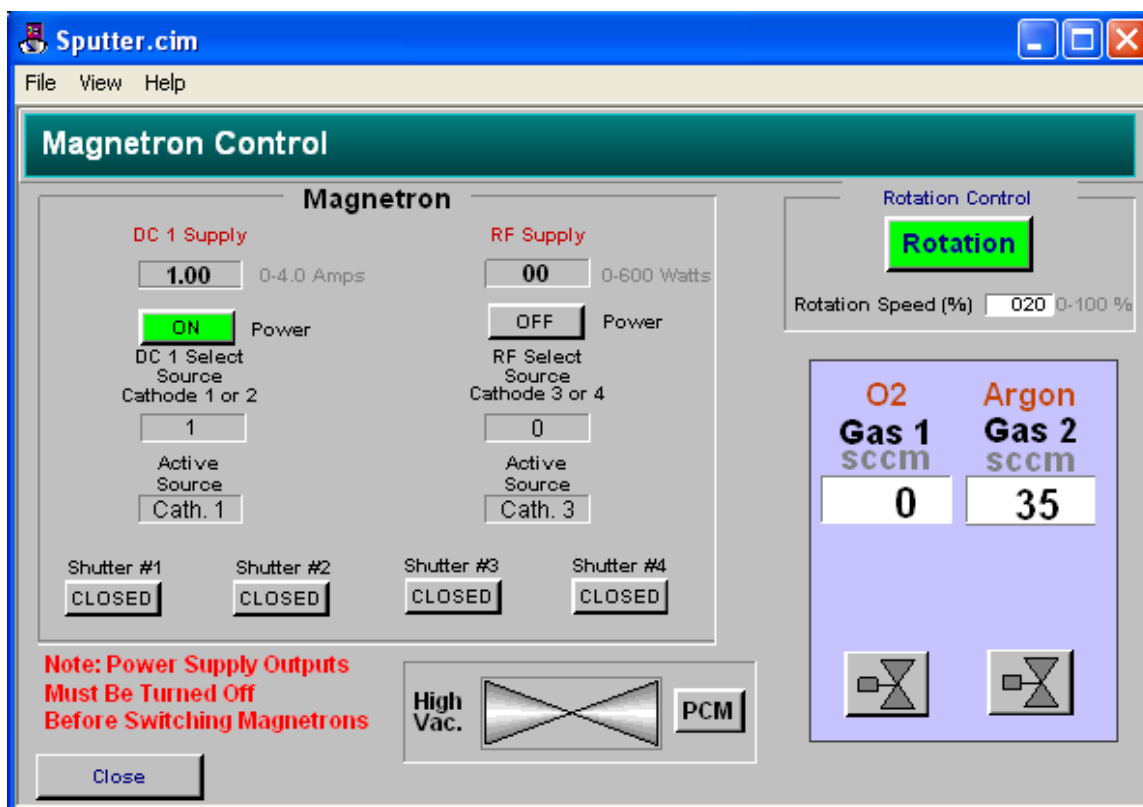 Sputter.cim
File View Help
Magnetron Control
Magnetron
DC 1 Supply
1.00 0-4.0 Amps
ON Power
DC 1 Select
Source
Cathode 1 or 2
1
Active
Source
Cath. 1
RF Supply
00 0-600 Watts
OFF Power
RF Select
Source
Cathode 3 or 4
0
Active
Source
Cath. 3
Shutter #1 Shutter #2 Shutter #3 Shutter #4
CLOSED CLOSED CLOSED CLOSED
Rotation Control
Rotation
Rotation Speed (%) 020 0-100 %
O2 Argon
Gas 1 Gas 2
sccm sccm
0 35
Note: Power Supply Outputs
Must Be Turned Off
Before Switching Magnetrons
High
Vac.
PCM
Close